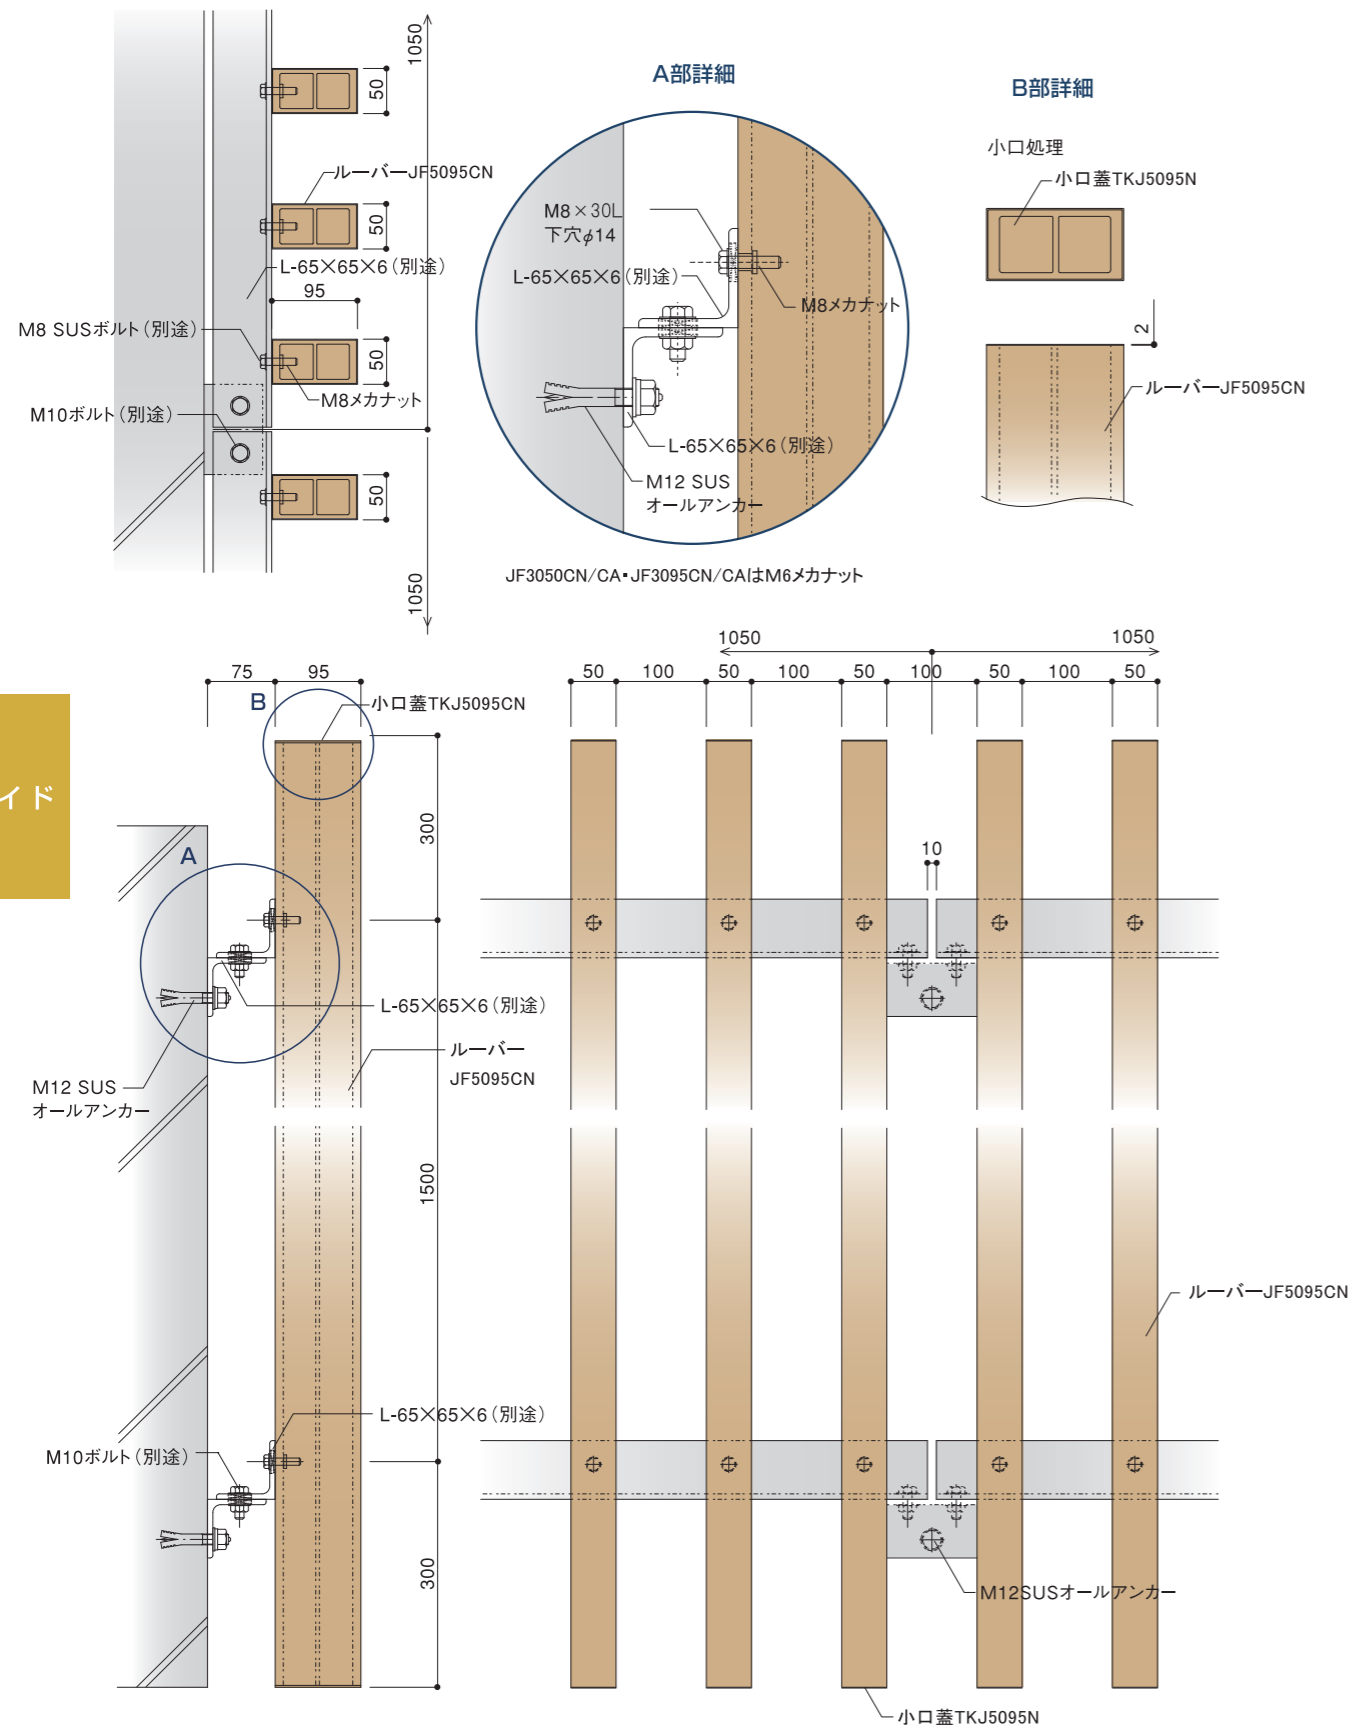 1050
50
ルーバーJF5095CN
50
L-65×65×6(別途)
95
M8 SUSボルト(別途)
50
M8メカナット
M10ボルト(別途)
50
1050
A部詳細
M8×30L
下穴φ14
L-65×65×6(別途)
M8メカナット
L-65×65×6(別途)
M12 SUS
オールアンカー
JF3050CN/CA・JF3095CN/CAはM6メカナット
B部詳細
小口処理
小口蓋TKJ5095N
2
ルーバーJF5095CN
イド
75
95
B
小口蓋TKJ5095CN
300
A
L-65×65×6(別途)
ルーバー
JF5095CN
M12 SUS
オールアンカー
1500
L-65×65×6(別途)
M10ボルト(別途)
300
1050
1050
50
100
50
100
50
100
50
100
50
10
ルーバーJF5095CN
M12SUSオールアンカー
小口蓋TKJ5095N